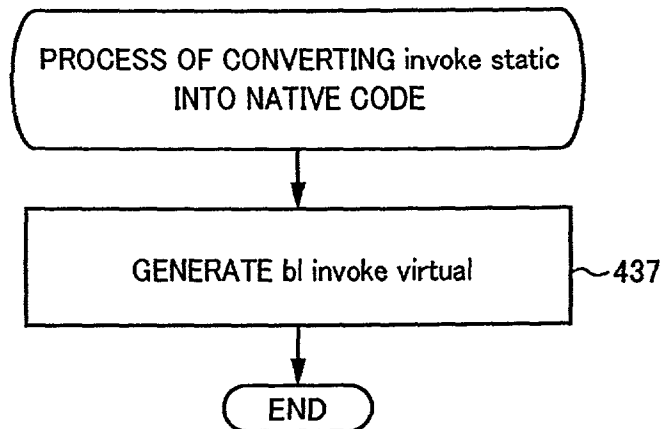 PROCESS OF CONVERTING invoke static
INTO NATIVE CODE
GENERATE bl invoke virtual
437
END